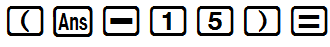 ( Ans − 1 5 ) =